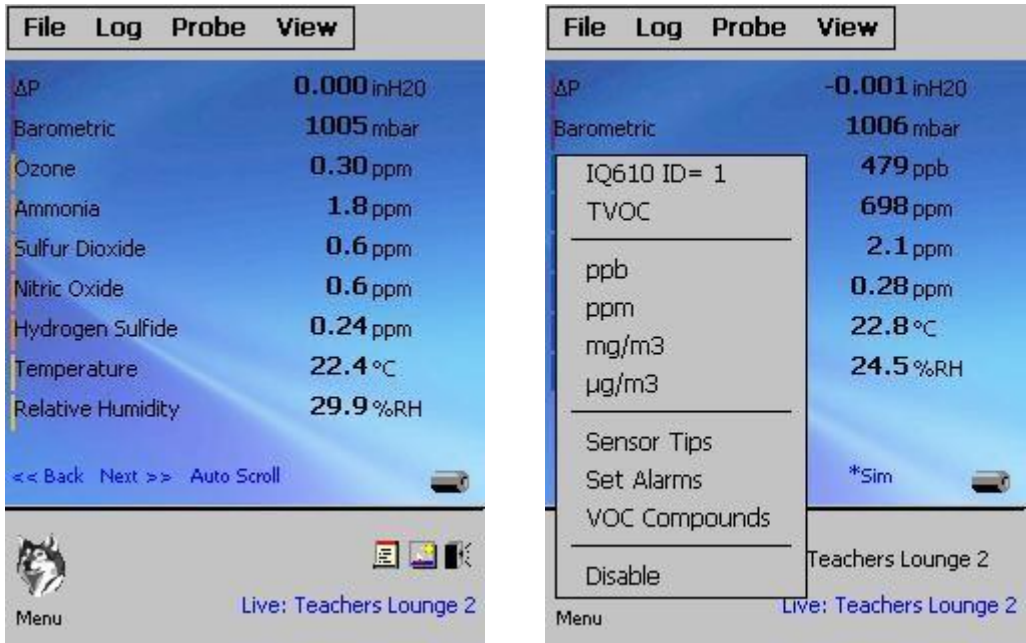 File Log Probe View
ΔP 0.000 inH20
Barometric 1005 mbar
Ozone 0.30 ppm
Ammonia 1.8 ppm
Sulfur Dioxide 0.6 ppm
Nitric Oxide 0.6 ppm
Hydrogen Sulfide 0.24 ppm
Temperature 22.4 °C
Relative Humidity 29.9 %RH
<< Back Next >> Auto Scroll
Menu
Live: Teachers Lounge 2
File Log Probe View
ΔP -0.001 inH20
Barometric 1006 mbar
479 ppb
698 ppm
2.1 ppm
0.28 ppm
22.8 °C
24.5 %RH
IQ610 ID= 1
TVOC
ppb
ppm
mg/m3
µg/m3
Sensor Tips
Set Alarms
VOC Compounds
Disable
*Sim
Teachers Lounge 2
Menu
Live: Teachers Lounge 2